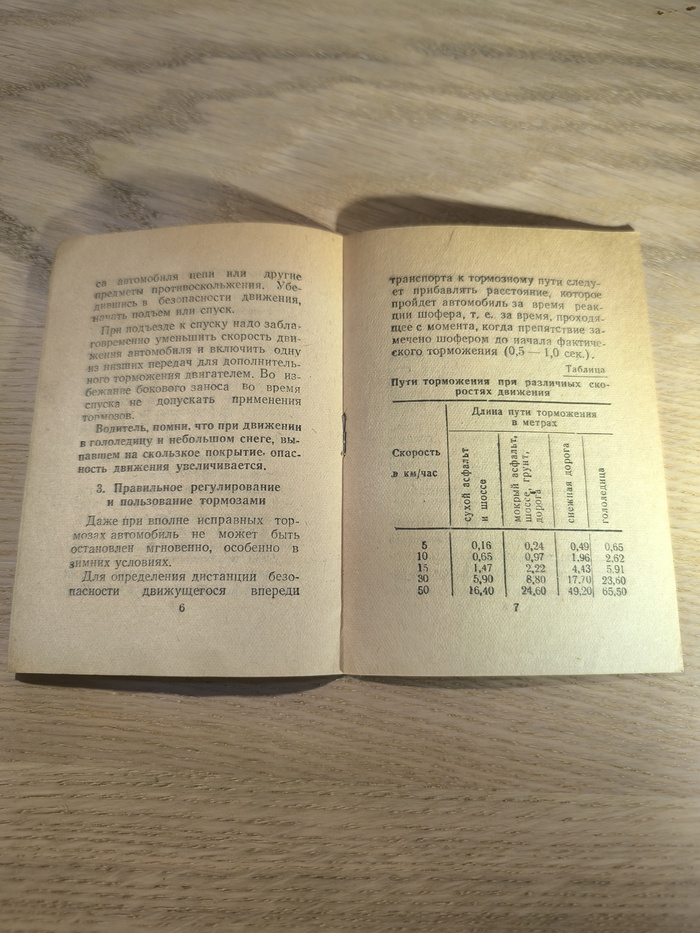 са автомобиля цепи или другие
предметы противоскольжения. Убе-
дившись в безопасности движения,
начать подъем или спуск.
При подъезде к спуску надо забла-
говременно уменьшить скорость дви-
жения автомобиля и включить одну
из низших передач для дополнитель-
ного торможения двигателем. Во из-
бежание бокового заноса во время
спуска не допускать применения
тормозов.
Водитель, помни, что при движении
в гололедицу и небольшом снеге, вы-
павшем на скользкое покрытие, опас-
ность движения увеличивается.
3. Правильное регулирование
и пользование тормозами
Даже при вполне исправных тор-
мозах автомобиль не может быть
остановлен мгновенно, особенно в
зимних условиях.
Для определения дистанции безо-
пасности движущегося впереди
6
транспорта к тормозному пути следу-
ет прибавлять расстояние, которое
пройдет автомобиль за время реак-
ции шофера, т. е. за время, проходя-
щее с момента, когда препятствие за-
мечено шофером до начала фактиче-
ского торможения (0,5 — 1,0 сек.).
Таблица
Пути торможения при различных ско-
ростях движения
Скорость
в км/час
Длина пути торможения
в метрах
сухой асфальт
и шоссе
мокрый асфальт,
шоссе, грунт,
дорога
снежная дорога
гололедица
5 0,16 0,24 0,49 0,65
10 0,65 0,97 1,96 2,62
15 1,47 2,22 4,43 5,91
30 5,90 8,80 17,70 23,60
50 16,40 24,60 49,20 65,50
7